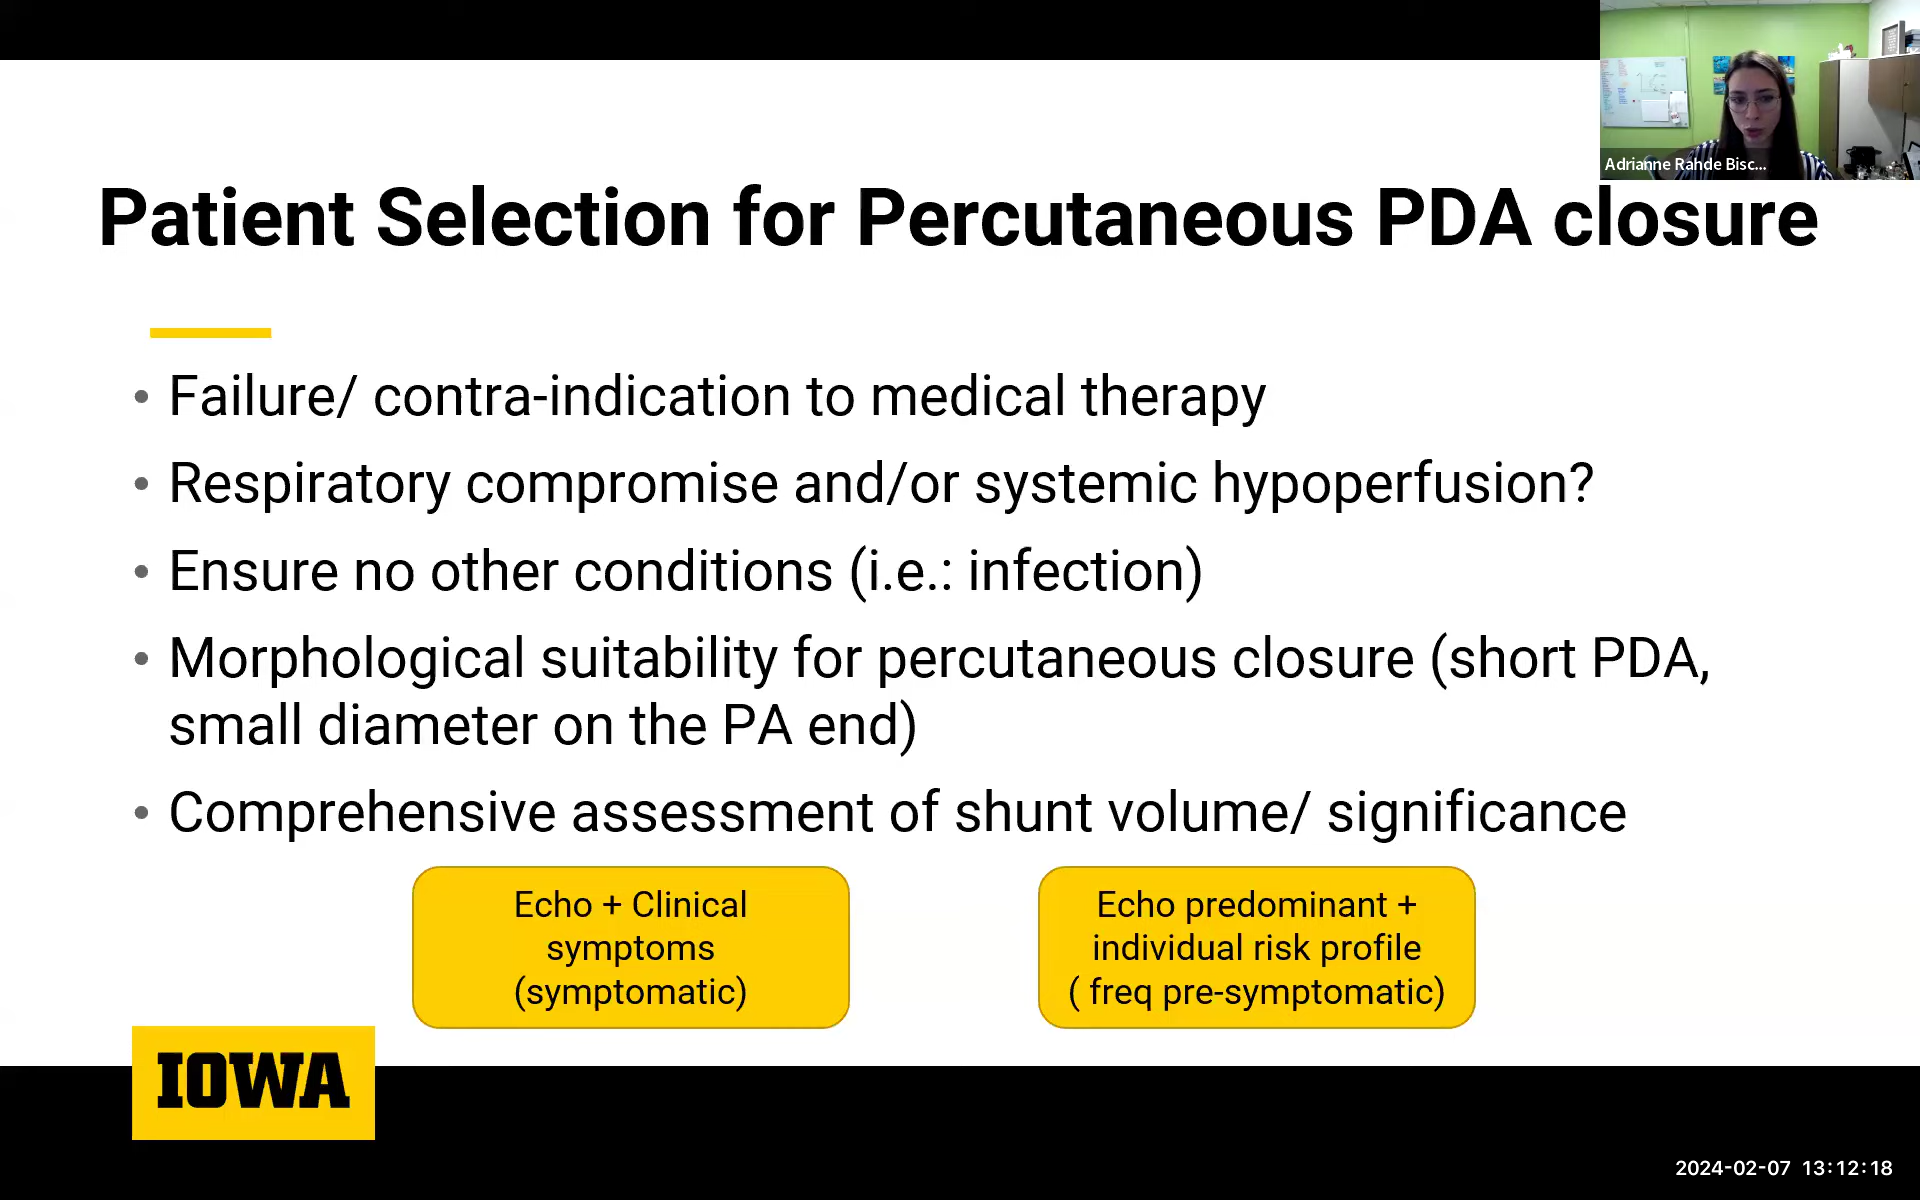 Adrianne Rahde Bisc...
Patient Selection for Percutaneous PDA closure
• Failure/ contra-indication to medical therapy
• Respiratory compromise and/or systemic hypoperfusion?
• Ensure no other conditions (i.e.: infection)
• Morphological suitability for percutaneous closure (short PDA,
small diameter on the PA end)
• Comprehensive assessment of shunt volume/ significance
Echo + Clinical
symptoms
(symptomatic)
Echo predominant +
individual risk profile
( freq pre-symptomatic)
IOWA
2024-02-07 13:12:18